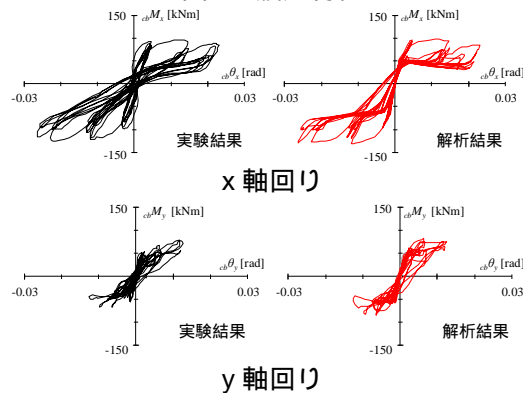 150 cbMx [kNm] 150 cbMx [kNm]
cbθx [rad] cbθx [rad]
-0.03 0.03 -0.03 0.03
実験結果 解析結果
-150 -150
x 軸回り
150 cbMy [kNm] 150 cbMy [kNm]
cbθy [rad] cbθy [rad]
-0.03 0.03 -0.03 0.03
実験結果 解析結果
-150 -150
y 軸回り